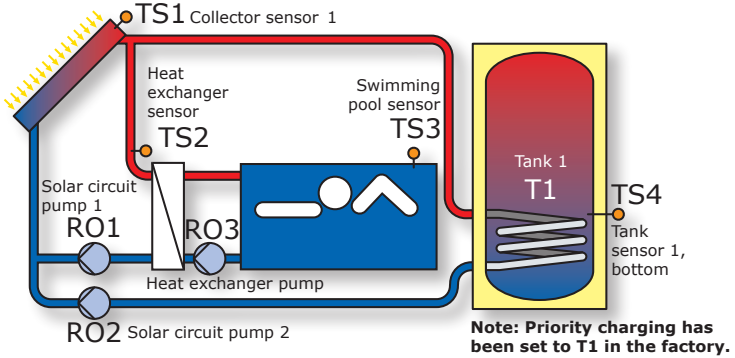 TS1 Collector sensor 1
Heat
exchanger
sensor
TS2
Swimming
pool sensor
TS3
Tank 1
T1
TS4
Tank
sensor 1,
bottom
Solar circuit
pump 1
RO1
RO3
Heat exchanger pump
RO2 Solar circuit pump 2
Note: Priority charging has
been set to T1 in the factory.